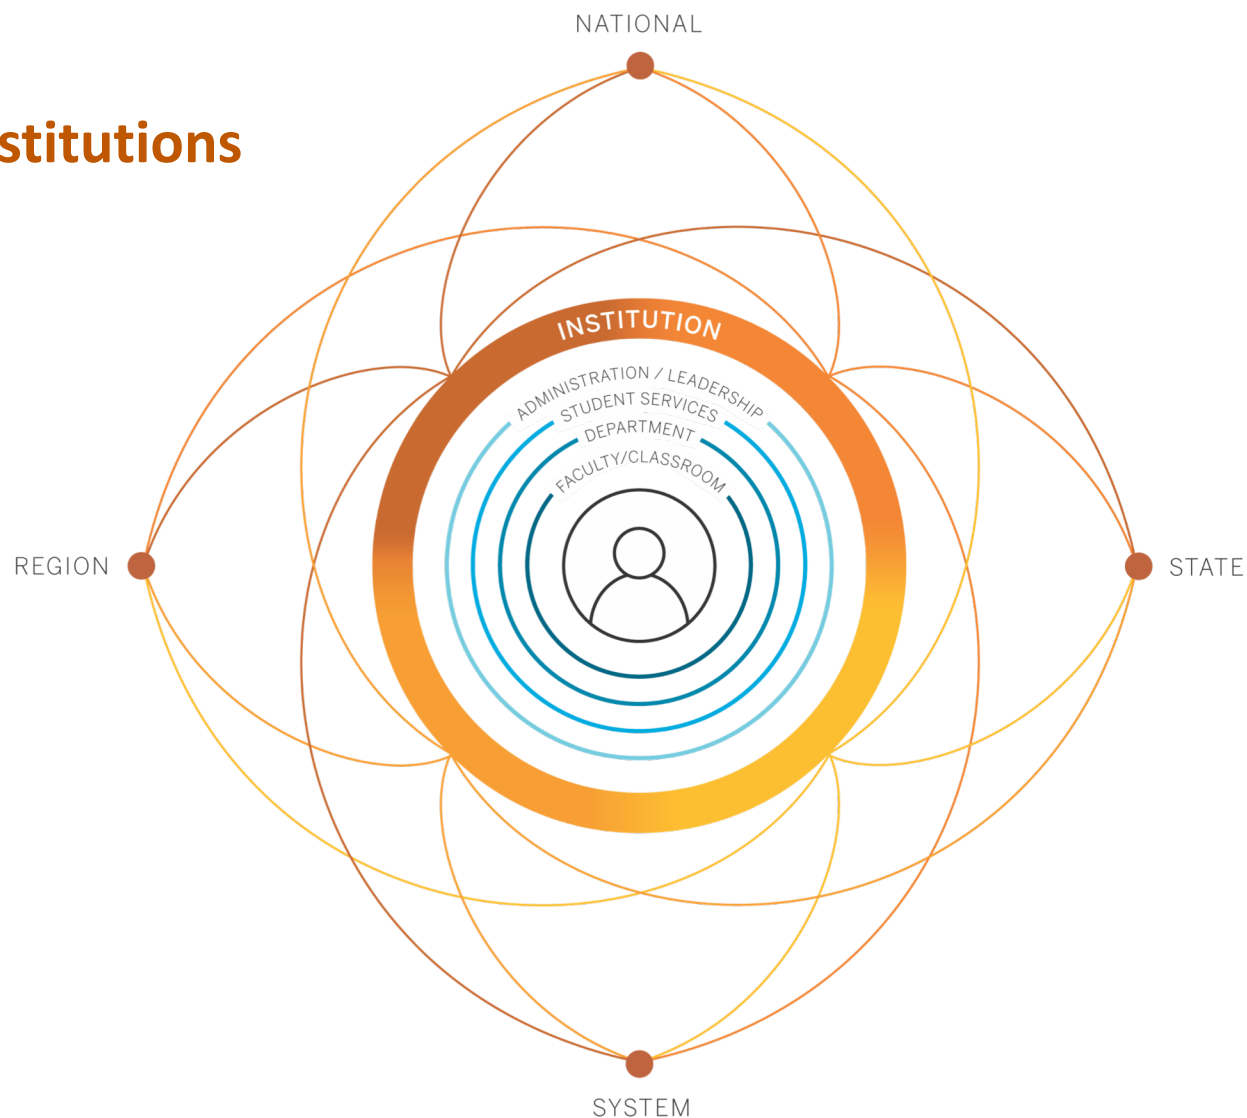 NATIONAL
stitutions
INSTITUTION
ADMINISTRATION / LEADERSHIP
STUDENT SERVICES
DEPARTMENT
FACULTY/CLASSROOM
REGION
STATE
SYSTEM